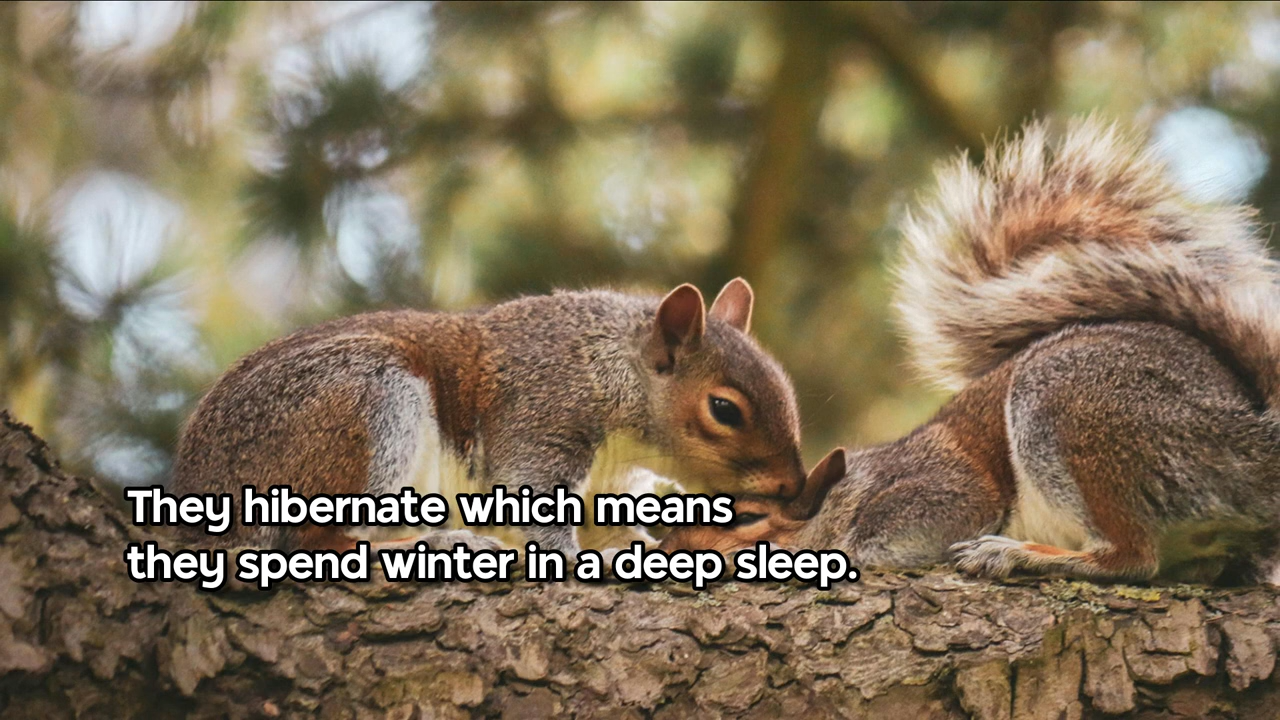 They hibernate which means
they spend winter in a deep sleep.